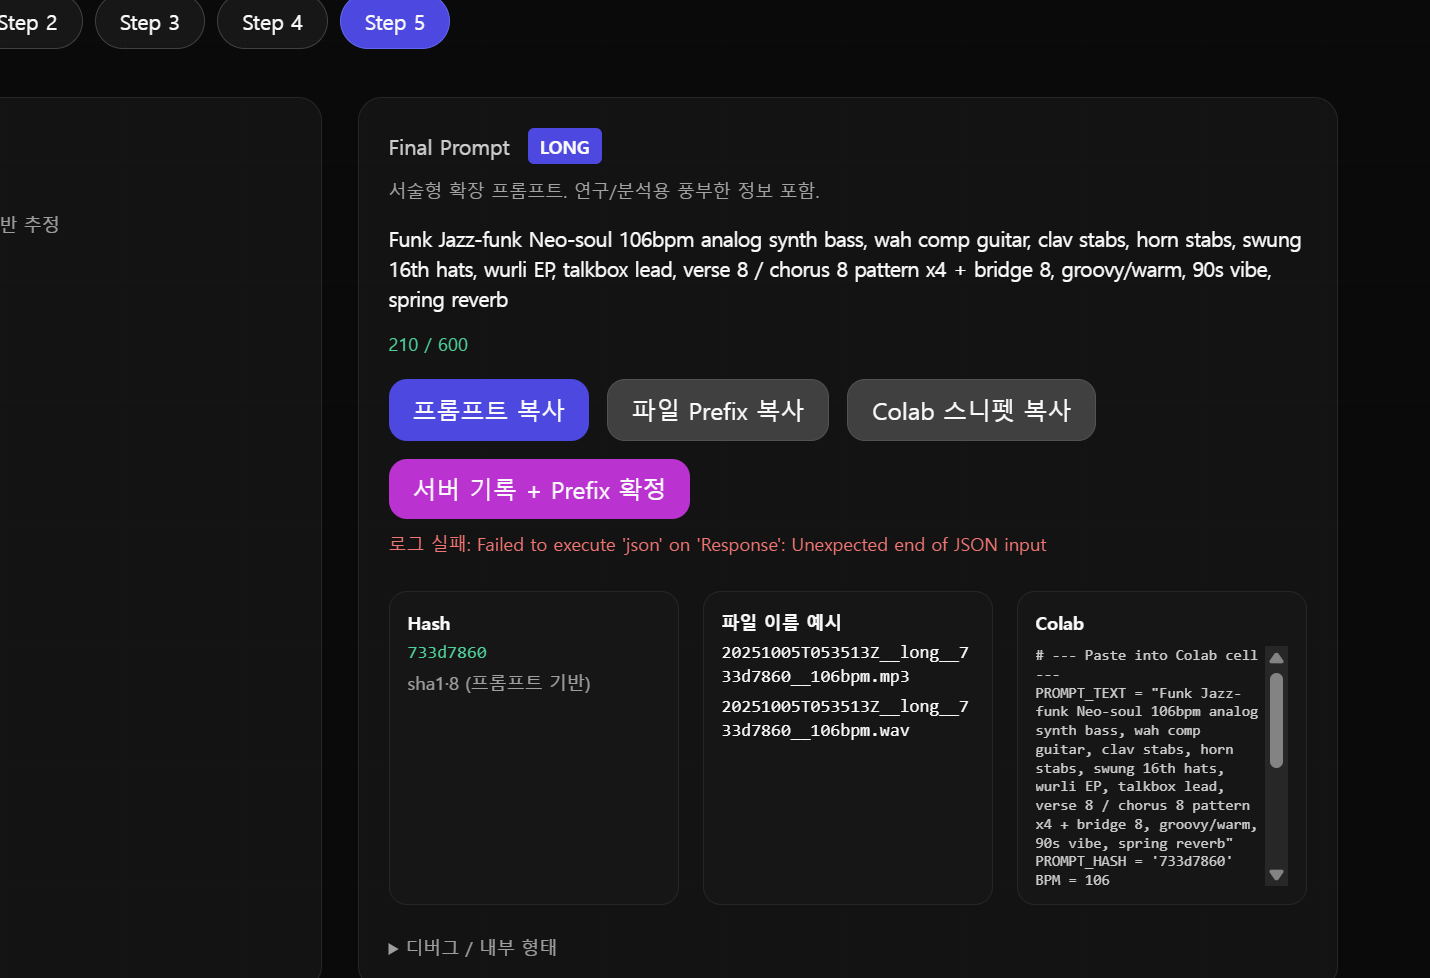 Step 2
Step 3
Step 4
Step 5
반 추정
Final Prompt
LONG
서술형 확장 프롬프트. 연구/분석용 풍부한 정보 포함.
Funk Jazz-funk Neo-soul 106bpm analog synth bass, wah comp guitar, clav stabs, horn stabs, swung
16th hats, wurli EP, talkbox lead, verse 8 / chorus 8 pattern x4 + bridge 8, groovy/warm, 90s vibe,
spring reverb
210 / 600
프롬프트 복사
파일 Prefix 복사
Colab 스니펫 복사
서버 기록 + Prefix 확정
로그 실패: Failed to execute 'json' on 'Response': Unexpected end of JSON input
Hash
733d7860
sha1·8 (프롬프트 기반)
파일 이름 예시
20251005T053513Z__long__7
33d7860__106bpm.mp3
20251005T053513Z__long__7
33d7860__106bpm.wav
Colab
# --- Paste into Colab cell
---
PROMPT_TEXT = "Funk Jazz-
funk Neo-soul 106bpm analog
synth bass, wah comp
guitar, clav stabs, horn
stabs, swung 16th hats,
wurli EP, talkbox lead,
verse 8 / chorus 8 pattern
x4 + bridge 8, groovy/warm,
90s vibe, spring reverb"
PROMPT_HASH = '733d7860'
BPM = 106
▶ 디버그 / 내부 형태